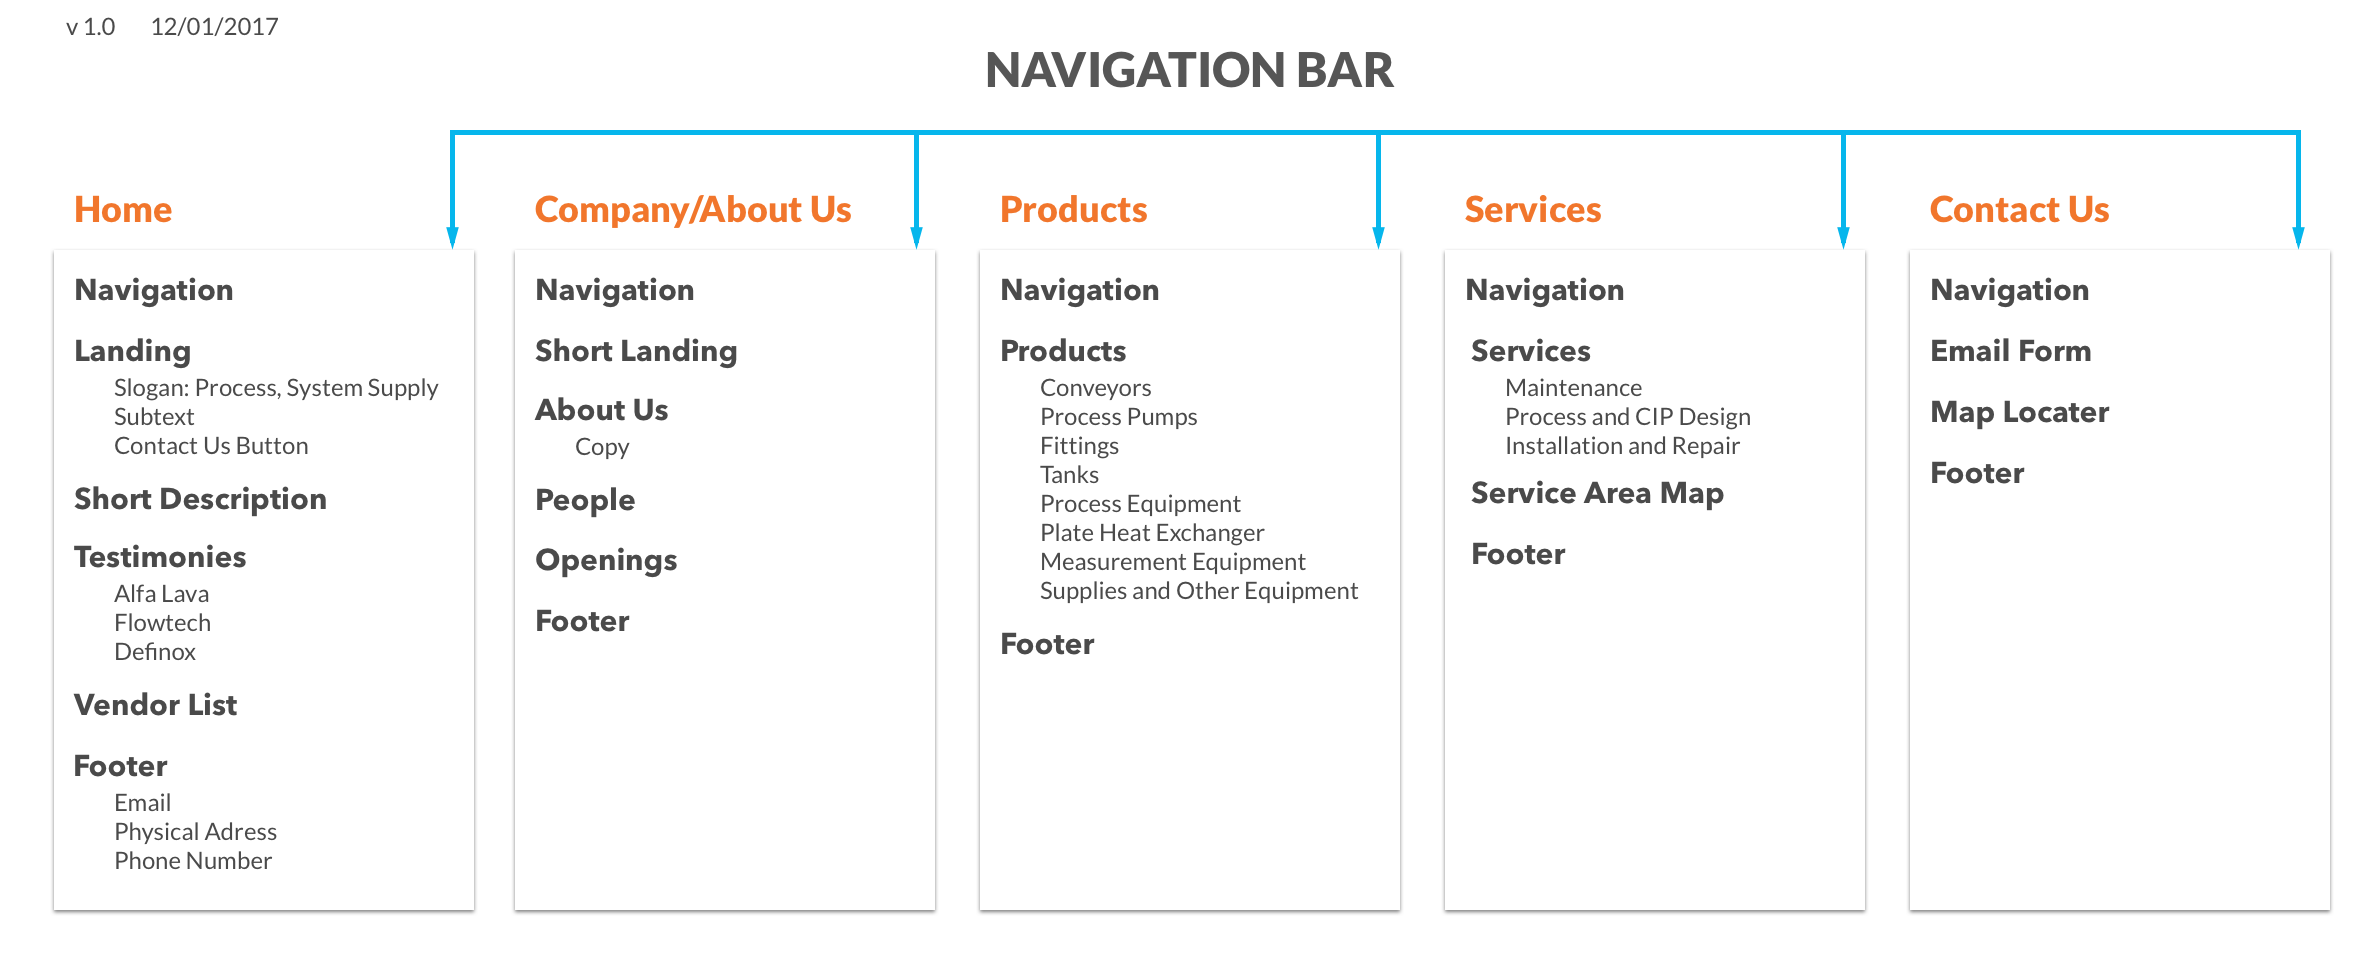 v 1.0 12/01/2017
NAVIGATION BAR
Home
Navigation
Landing
Slogan: Process, System Supply
Subtext
Contact Us Button
Short Description
Testimonies
Alfa Lava
Flowtech
Definox
Vendor List
Footer
Email
Physical Adress
Phone Number
Company/About Us
Navigation
Short Landing
About Us
Copy
People
Openings
Footer
Products
Navigation
Products
Conveyors
Process Pumps
Fittings
Tanks
Process Equipment
Plate Heat Exchanger
Measurement Equipment
Supplies and Other Equipment
Footer
Services
Navigation
Services
Maintenance
Process and CIP Design
Installation and Repair
Service Area Map
Footer
Contact Us
Navigation
Email Form
Map Locater
Footer